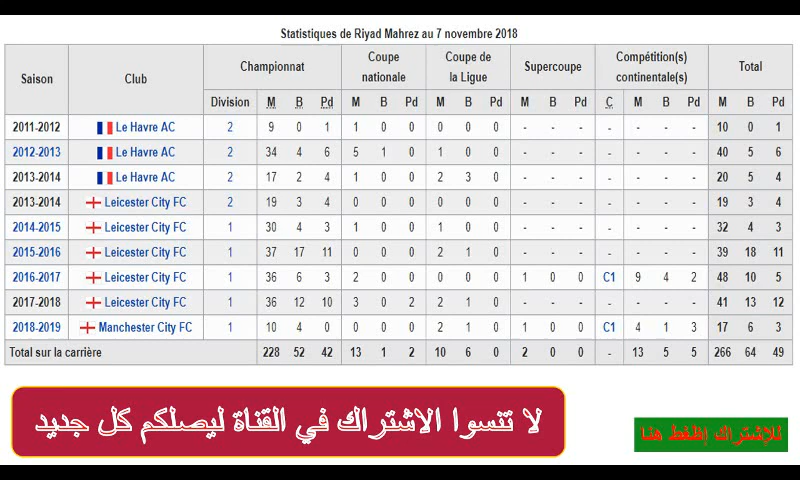 Statistiques de Riyad Mahrez au 7 novembre 2018
Saison Club Championnat Coupe nationale Coupe de la Ligue Supercoupe Compétition(s) continentale(s) Total
Division M B Pd M B Pd M B Pd M B Pd C M B Pd M B Pd
2011-2012 Le Havre AC 2 9 0 1 1 0 0 0 0 0 - - - - - - - 10 0 1
2012-2013 Le Havre AC 2 34 4 6 5 1 0 1 0 0 - - - - - - - 40 5 6
2013-2014 Le Havre AC 2 17 2 4 1 0 0 2 3 0 - - - - - - - 20 5 4
2013-2014 Leicester City FC 2 19 3 4 0 0 0 0 0 0 - - - - - - - 19 3 4
2014-2015 Leicester City FC 1 30 4 3 1 0 0 1 0 0 - - - - - - - 32 4 3
2015-2016 Leicester City FC 1 37 17 11 0 0 0 2 1 0 - - - - - - - 39 18 11
2016-2017 Leicester City FC 1 36 6 3 2 0 0 0 0 0 1 0 0 C1 9 4 2 48 10 5
2017-2018 Leicester City FC 1 36 12 10 3 0 2 2 1 0 - - - - - - - 41 13 12
2018-2019 Manchester City FC 1 10 4 0 0 0 0 2 1 0 1 0 0 C1 4 1 3 17 6 3
Total sur la carrière 228 52 42 13 1 2 10 6 0 2 0 0 - 13 5 5 266 64 49
لا تنسوا الاشتراك في القناة ليصلكم كل جديد
للإشتراك إظغط هنا